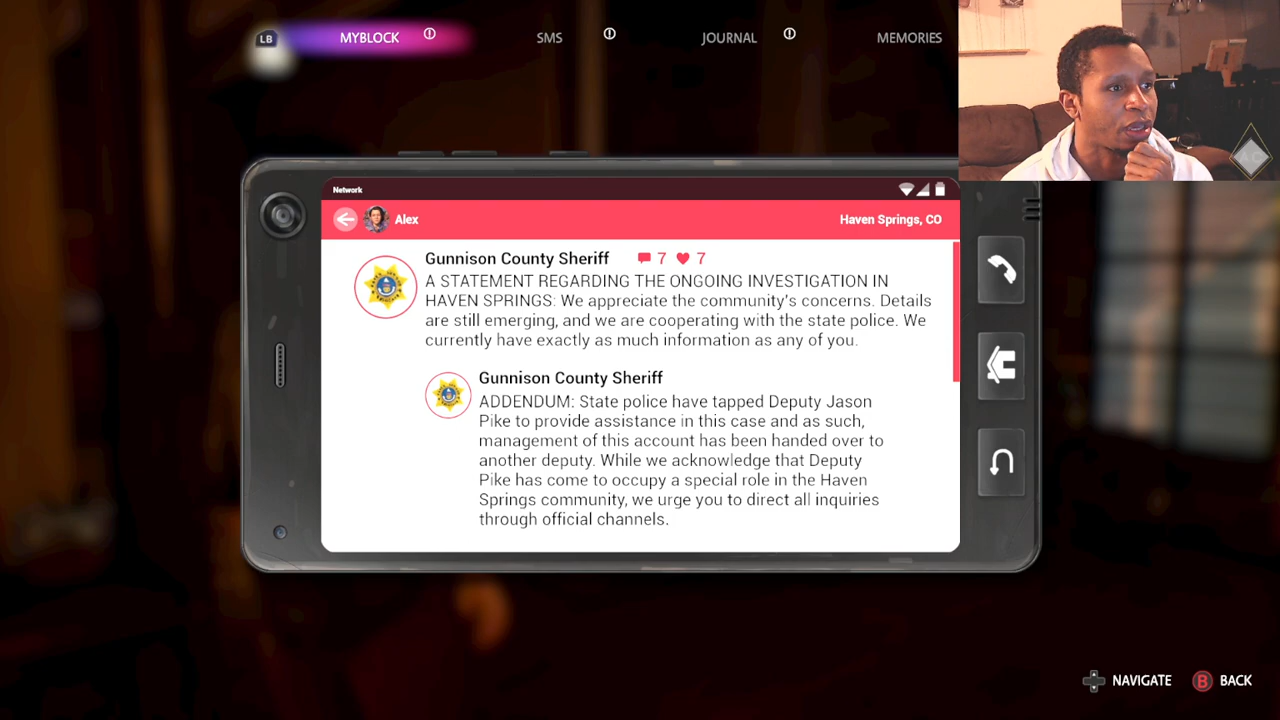 LB MYBLOCK SMS JOURNAL MEMORIES
Network
Alex Haven Springs, CO
Gunnison County Sheriff 7 7
A STATEMENT REGARDING THE ONGOING INVESTIGATION IN
HAVEN SPRINGS: We appreciate the community's concerns. Details
are still emerging, and we are cooperating with the state police. We
currently have exactly as much information as any of you.
Gunnison County Sheriff
ADDENDUM: State police have tapped Deputy Jason
Pike to provide assistance in this case and as such,
management of this account has been handed over to
another deputy. While we acknowledge that Deputy
Pike has come to occupy a special role in the Haven
Springs community, we urge you to direct all inquiries
through official channels.
NAVIGATE B BACK